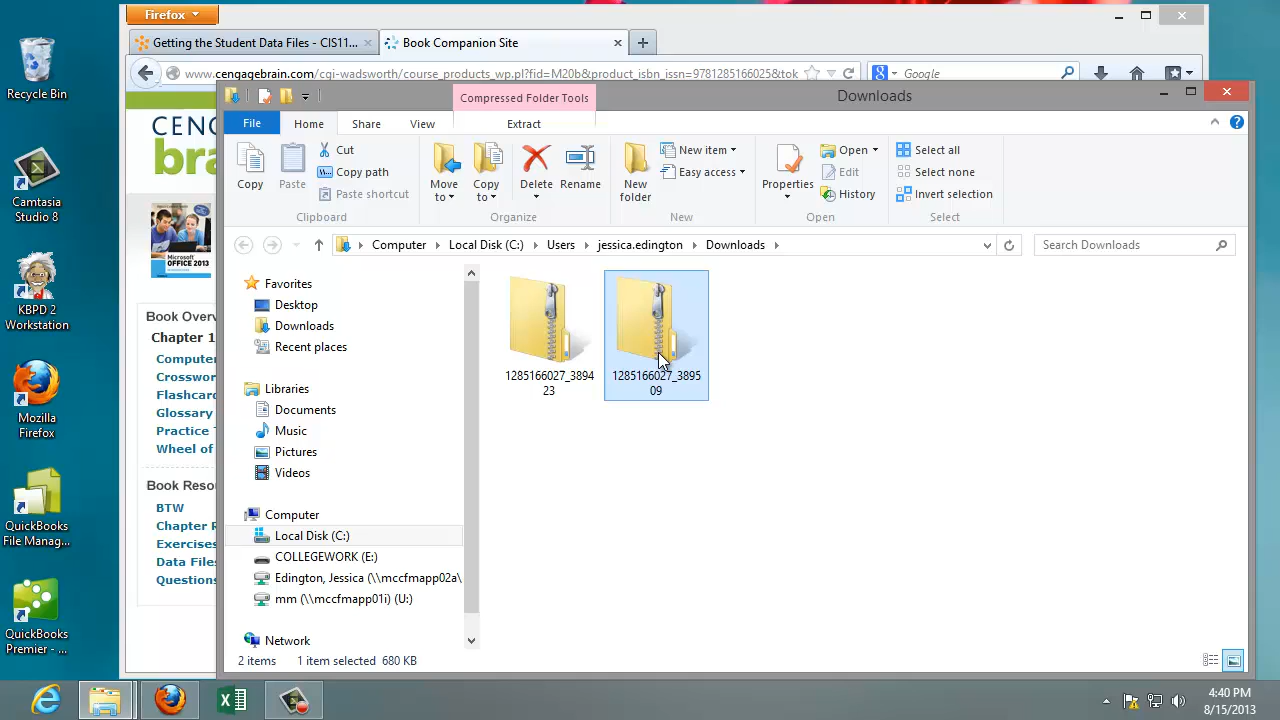 Firefox
Getting the Student Data Files - CIS11...
Book Companion Site
www.cengagebrain.com/cgi-wadsworth/course_products_wp.pl?fid=M20b&product_isbn_issn=9781285166025&tok
Google
Recycle Bin
Camtasia
Studio 8
KBPD 2
Workstation
Mozilla
Firefox
QuickBooks
File Manag...
QuickBooks
Premier - ...
CENG
bra
Microsoft
OFFICE 2013
Book Over
Chapter 1
Computer
Crosswor
Flashcar
Glossary
Practice
Wheel of
Book Reso
BTW
Chapter R
Exercises
Data Files
Questions
Compressed Folder Tools
Downloads
File
Home
Share
View
Extract
Copy
Paste
Cut
Copy path
Paste shortcut
Clipboard
Move
to
Copy
to
Delete
Rename
Organize
New
folder
New item
Easy access
New
Properties
Open
Edit
History
Open
Select all
Select none
Invert selection
Select
Computer
Local Disk (C:)
Users
jessica.edington
Downloads
Search Downloads
Favorites
Desktop
Downloads
Recent places
Libraries
Documents
Music
Pictures
Videos
Computer
Local Disk (C:)
COLLEGEWORK (E:)
Edington, Jessica (\\mccfmapp02a\
mm (\\mccfmapp01i) (U:)
Network
1285166027_3894
23
1285166027_3895
09
2 items
1 item selected 680 KB
4:40 PM
8/15/2013